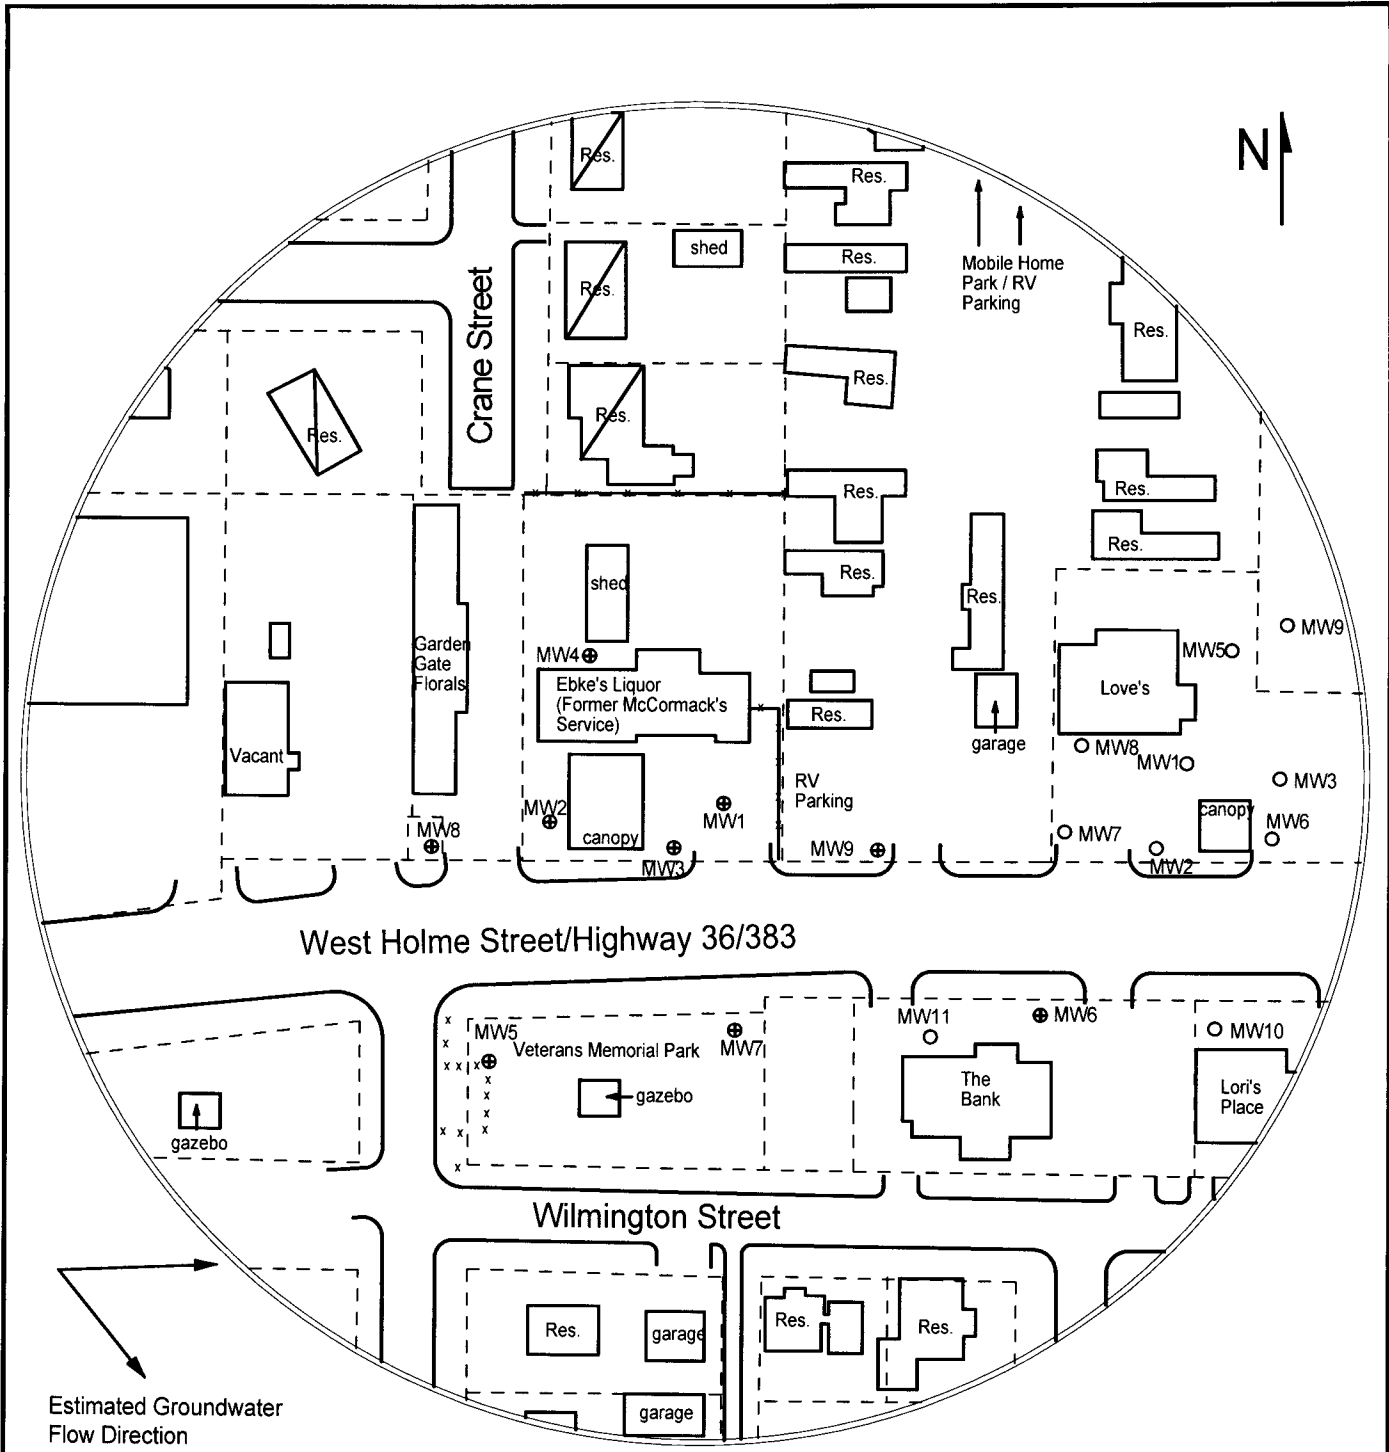 N
Res.
Res.
shed
Res.
Res.
Mobile Home
Park / RV
Parking
Res.
Crane Street
Res.
Res.
Res.
Res.
Res.
Res.
Res.
shed
Res.
Res.
MW9
Garden
Gate
Florals
MW4
MW5
Ebke's Liquor
(Former McCormack's
Service)
Love's
Res.
Vacant
garage
MW8
MW1
RV
Parking
MW3
MW2
canopy
MW1
canopy
MW8
MW3
MW9
MW7
MW6
MW2
West Holme Street/Highway 36/383
MW5
Veterans Memorial Park
MW7
MW11
MW6
MW10
The
Bank
gazebo
Lori's
Place
gazebo
Wilmington Street
Res.
garage
Res.
Res.
garage
Estimated Groundwater
Flow Direction